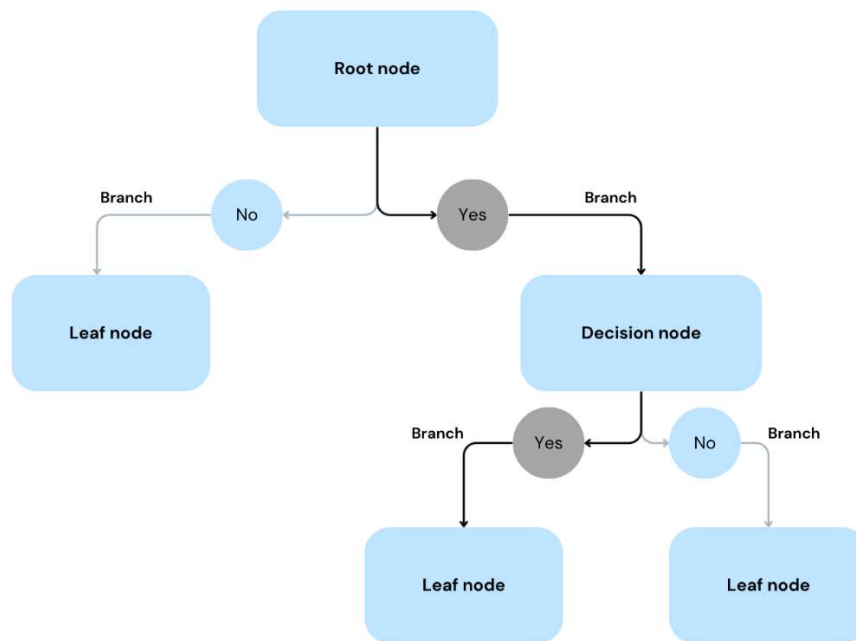 Root node
Branch
No
Yes
Branch
Leaf node
Decision node
Branch
Yes
No
Branch
Leaf node
Leaf node